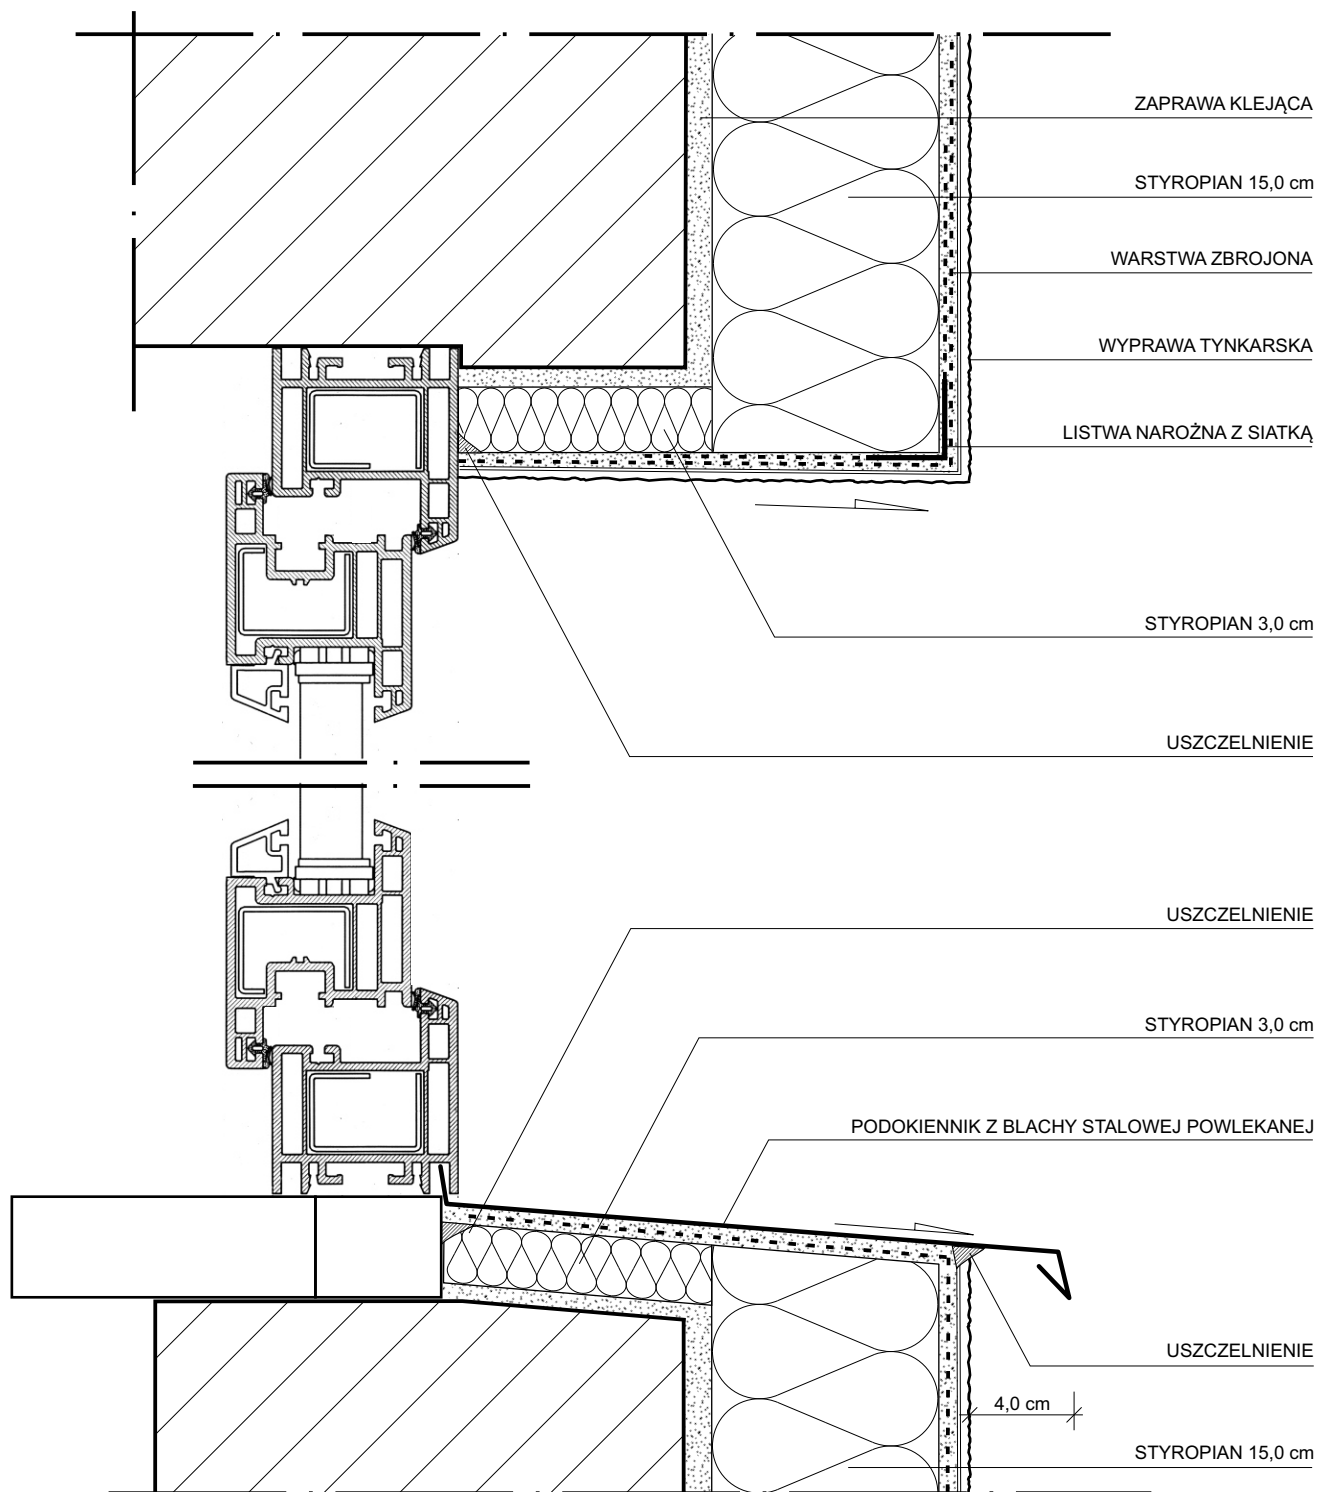 ZAPRAWA KLEJĄCA
STYROPIAN 15,0 cm
WARSTWA ZBROJONA
WYPRAWA TYNKARSKA
LISTWA NAROŻNA Z SIATKĄ
STYROPIAN 3,0 cm
USZCZELNIENIE
USZCZELNIENIE
STYROPIAN 3,0 cm
PODOKIENNIK Z BLACHY STALOWEJ POWLEKANEJ
USZCZELNIENIE
4,0 cm
STYROPIAN 15,0 cm